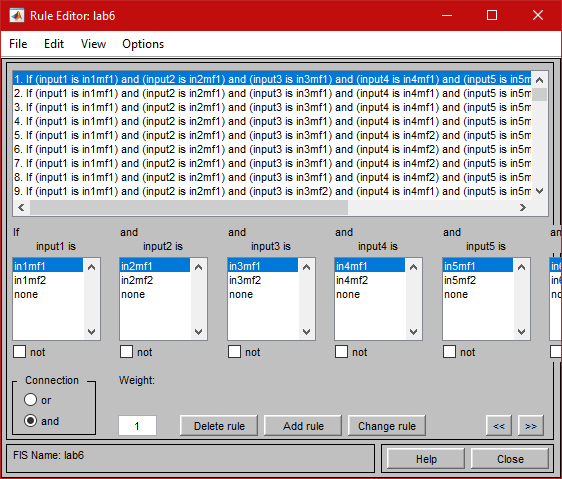 Rule Editor: lab6
File Edit View Options
1. If (input1 is in1mf1) and (input2 is in2mf1) and (input3 is in3mf1) and (input4 is in4mf1) and (input5 is in5m
2. If (input1 is in1mf1) and (input2 is in2mf1) and (input3 is in3mf1) and (input4 is in4mf1) and (input5 is in5m
3. If (input1 is in1mf1) and (input2 is in2mf1) and (input3 is in3mf1) and (input4 is in4mf1) and (input5 is in5m
4. If (input1 is in1mf1) and (input2 is in2mf1) and (input3 is in3mf1) and (input4 is in4mf1) and (input5 is in5m
5. If (input1 is in1mf1) and (input2 is in2mf1) and (input3 is in3mf1) and (input4 is in4mf2) and (input5 is in5m
6. If (input1 is in1mf1) and (input2 is in2mf1) and (input3 is in3mf1) and (input4 is in4mf2) and (input5 is in5m
7. If (input1 is in1mf1) and (input2 is in2mf1) and (input3 is in3mf1) and (input4 is in4mf2) and (input5 is in5m
8. If (input1 is in1mf1) and (input2 is in2mf1) and (input3 is in3mf1) and (input4 is in4mf2) and (input5 is in5m
9. If (input1 is in1mf1) and (input2 is in2mf1) and (input3 is in3mf2) and (input4 is in4mf1) and (input5 is in5m
If and and and and an
input1 is input2 is input3 is input4 is input5 is
in1mf1 in2mf1 in3mf1 in4mf1 in5mf1 in6
in1mf2 in2mf2 in3mf2 in4mf2 in5mf2 in6
none none none none none no
not not not not not
Connection Weight:
or
and 1 Delete rule Add rule Change rule << >>
FIS Name: lab6 Help Close